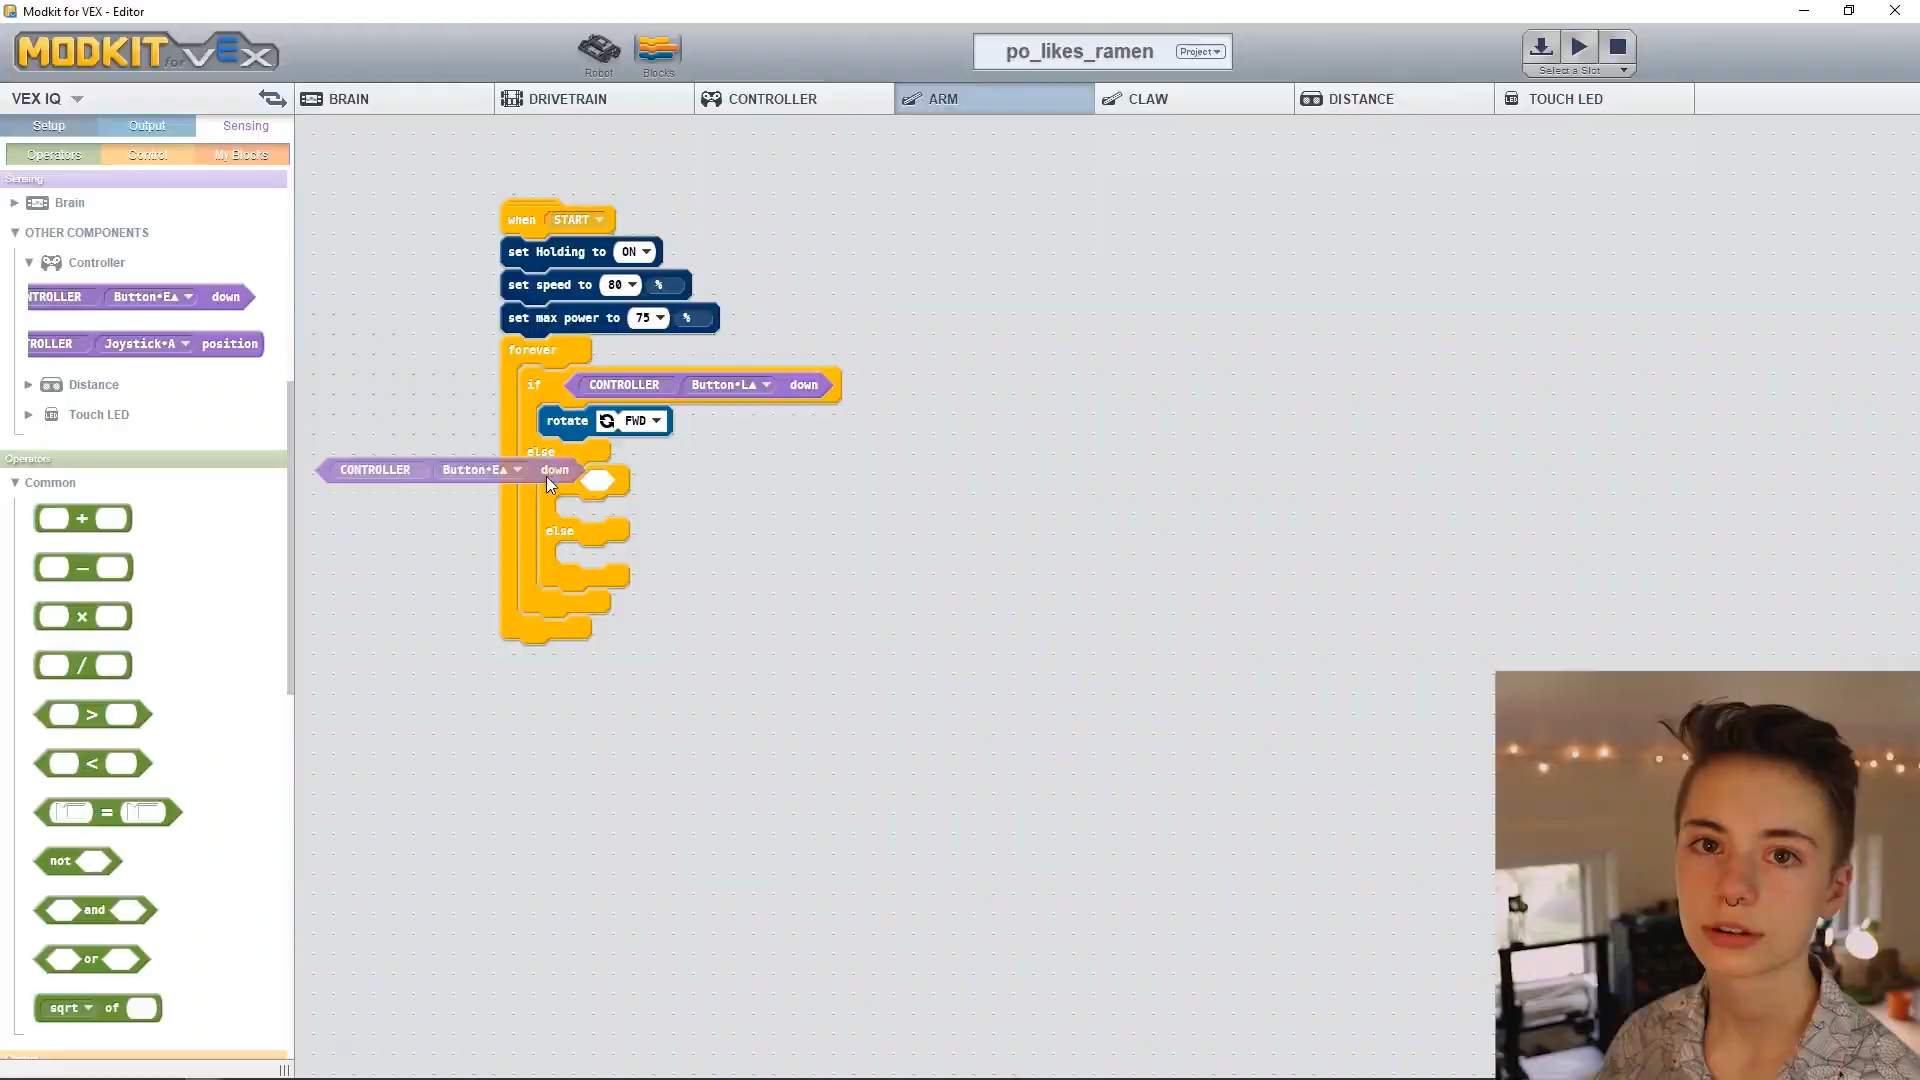 Modkit for VEX - Editor
MODKIT for vex
Robot
Blocks
po_likes_ramen
Project
Select a Slot
VEX IQ
BRAIN
DRIVETRAIN
CONTROLLER
ARM
CLAW
DISTANCE
LED TOUCH LED
Setup
Output
Sensing
Operators
Control
My Blocks
Sensing
Brain
OTHER COMPONENTS
Controller
NTROLLER Button•E▲ down
TROLLER Joystick•A position
Distance
LED Touch LED
Operators
Common
+
−
×
/
>
<
=
not
and
or
sqrt of
when START
set Holding to ON
set speed to 80 %
set max power to 75 %
forever
if CONTROLLER Button•L▲ down
rotate FWD
else
CONTROLLER Button•E▲ down
else